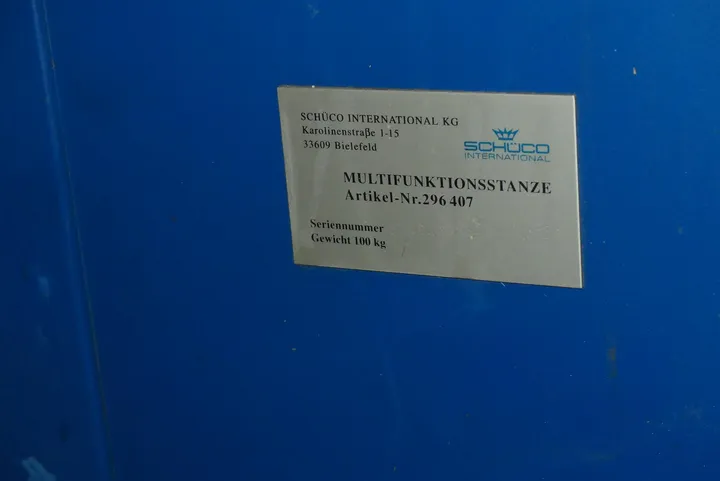 SCHÜCO INTERNATIONAL KG
Karolinenstraße 1-15
33609 Bielefeld
SCHÜCO
INTERNATIONAL
MULTIFUNKTIONSSTANZE
Artikel-Nr.296 407
Seriennummer
Gewicht 100 kg